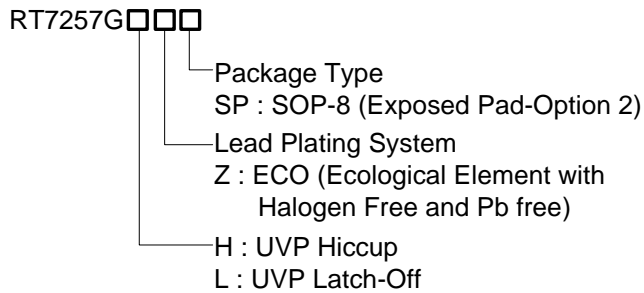 RT7257G□□□
Package Type
SP : SOP-8 (Exposed Pad-Option 2)
Lead Plating System
Z : ECO (Ecological Element with
Halogen Free and Pb free)
H : UVP Hiccup
L : UVP Latch-Off